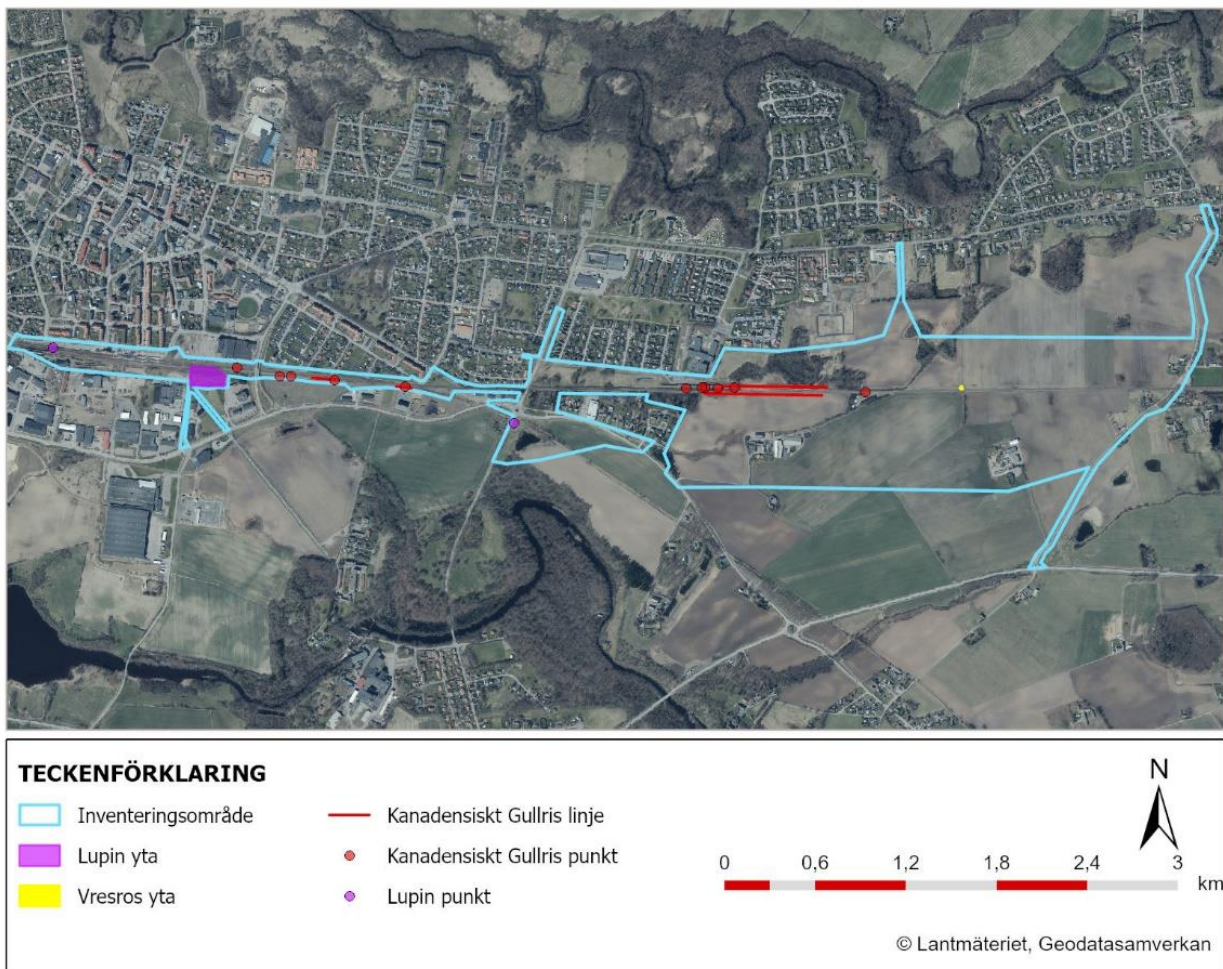 TECKENFÖRKLARING
Inventeringsområde
Lupin yta
Vresros yta
Kanadensiskt Gullris linje
Kanadensiskt Gullris punkt
Lupin punkt
N
0 0,6 1,2 1,8 2,4 3
km
© Lantmäteriet, Geodatasamverkan